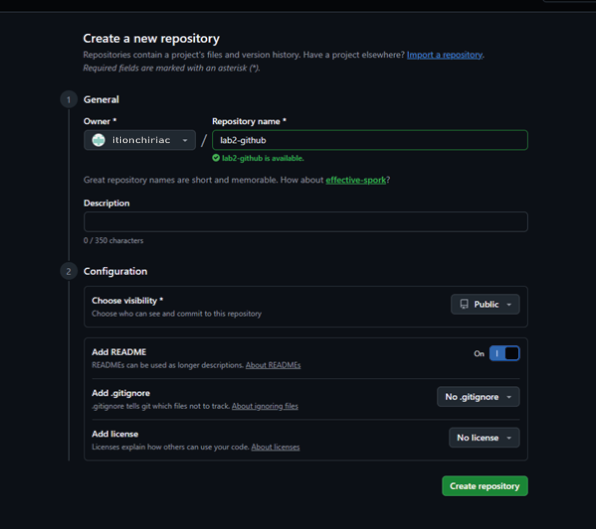 Create a new repository
Repositories contain a project's files and version history. Have a project elsewhere? Import a repository.
Required fields are marked with an asterisk (*).
1 General
Owner * Repository name *
itionchiriac / lab2-github
lab2-github is available.
Great repository names are short and memorable. How about effective-spork?
Description
0 / 350 characters
2 Configuration
Choose visibility * Public
Choose who can see and commit to this repository
Add README On
READMEs can be used as longer descriptions. About READMEs
Add .gitignore No .gitignore
.gitignore tells git which files not to track. About ignoring files
Add license No license
Licenses explain how others can use your code. About licenses
Create repository